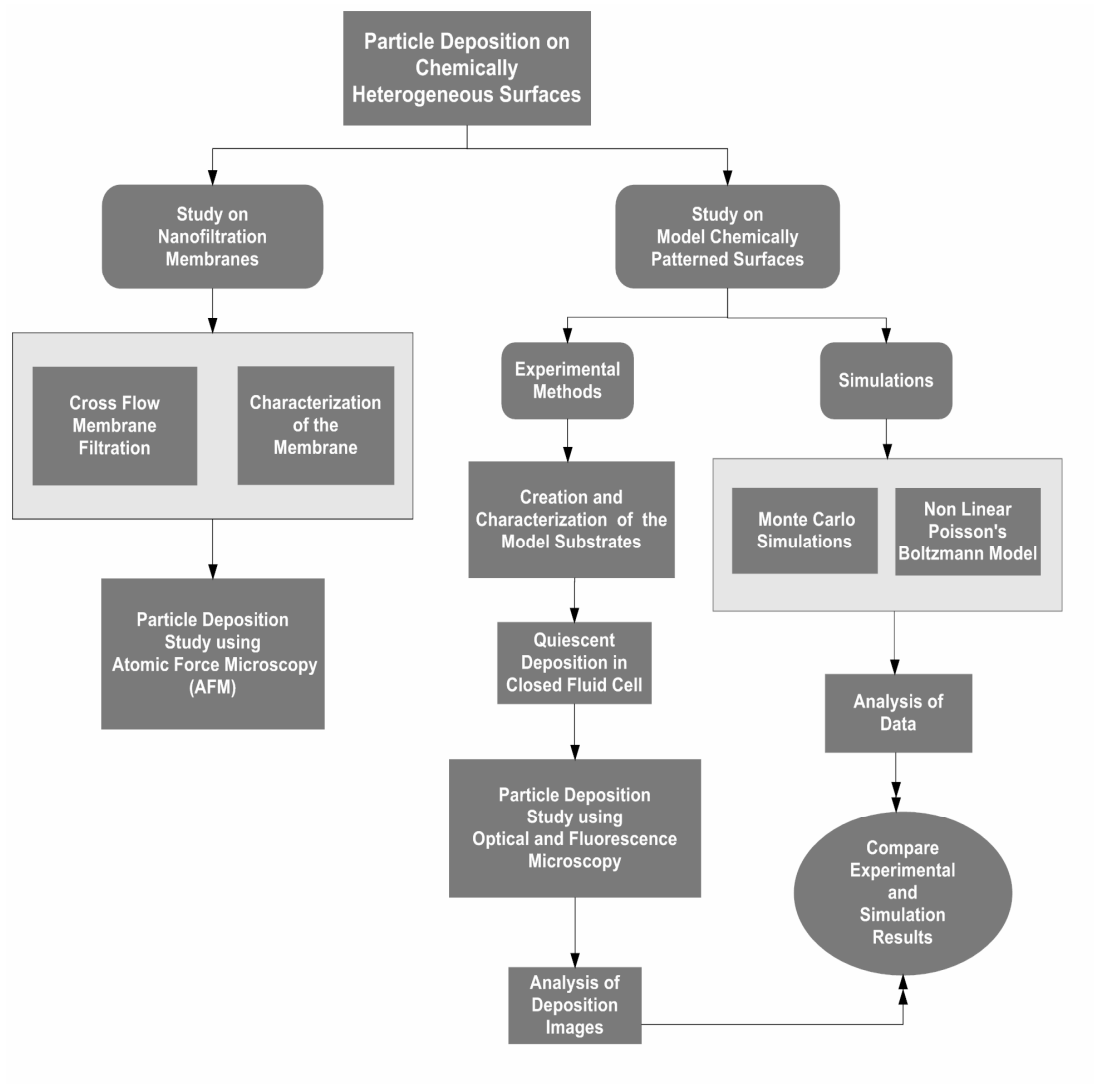 Particle Deposition on
Chemically
Heterogeneous Surfaces
Study on
Nanofiltration
Membranes
Study on
Model Chemically
Patterned Surfaces
Cross Flow
Membrane
Filtration
Characterization
of the
Membrane
Experimental
Methods
Simulations
Creation and
Characterization of the
Model Substrates
Monte Carlo
Simulations
Non Linear
Poisson's
Boltzmann Model
Particle Deposition
Study using
Atomic Force Microscopy
(AFM)
Quiescent
Deposition in
Closed Fluid Cell
Analysis of
Data
Particle Deposition
Study using
Optical and Fluorescence
Microscopy
Compare
Experimental
and
Simulation
Results
Analysis of
Deposition
Images